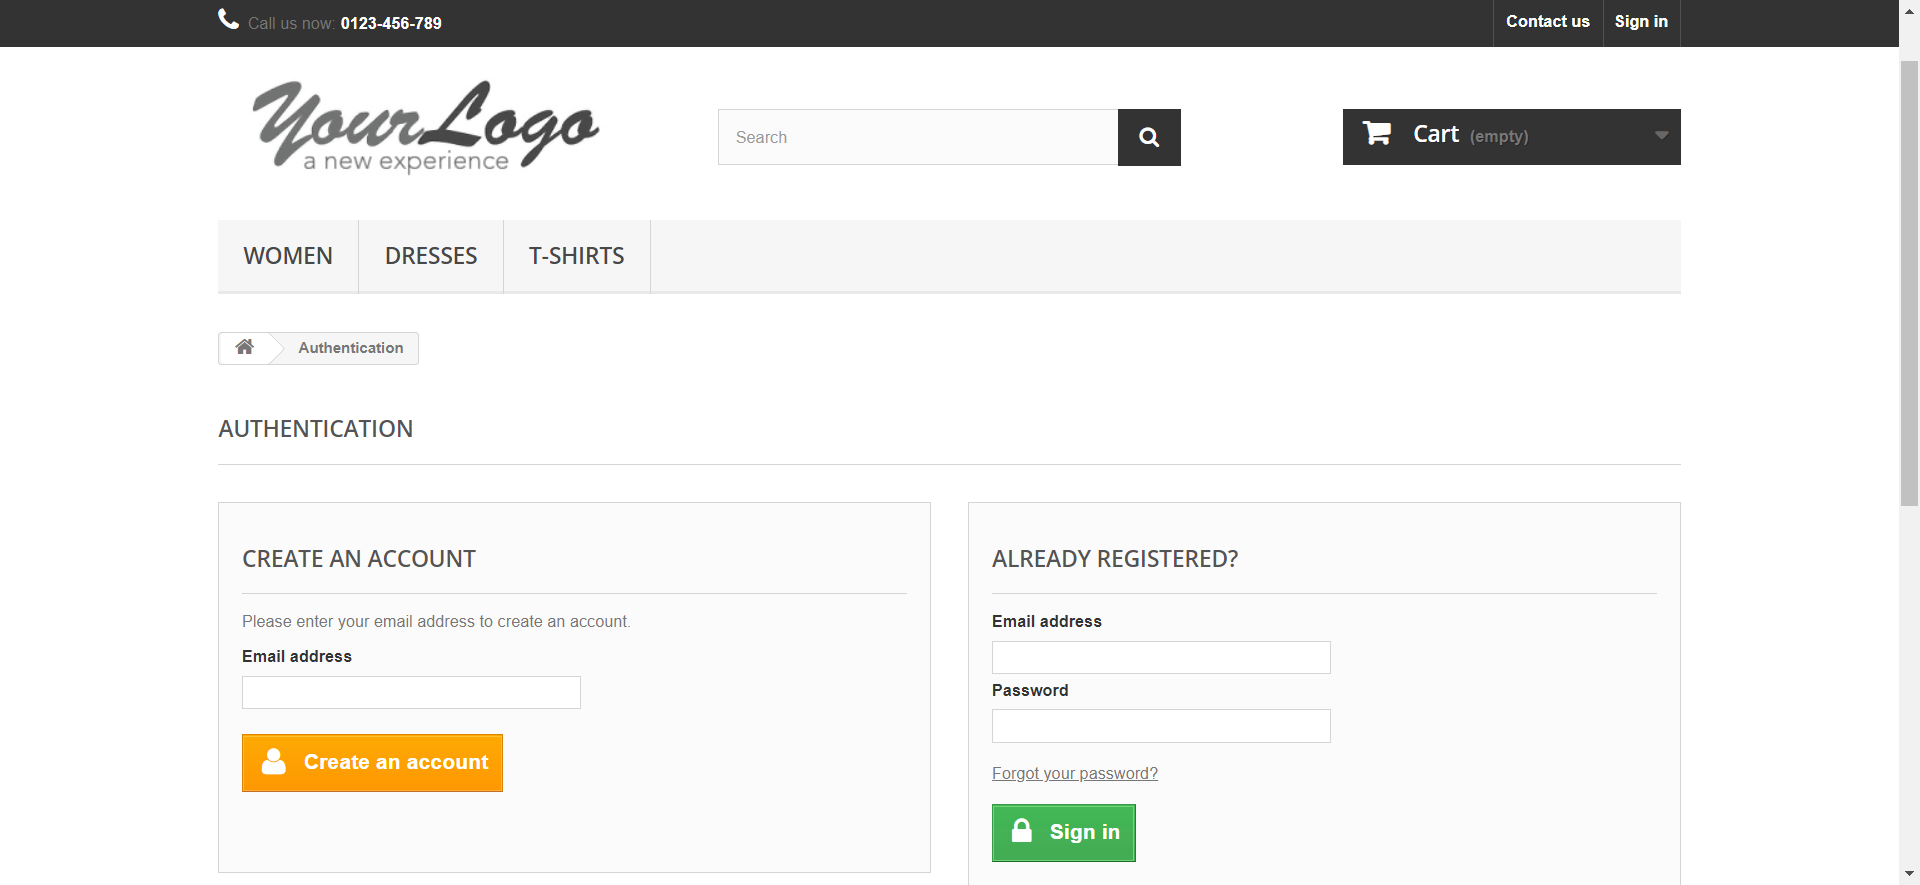 Call us now: 0123-456-789
Contact us
Sign in
YourLogo
a new experience
Search
Cart (empty)
WOMEN
DRESSES
T-SHIRTS
Authentication
AUTHENTICATION
CREATE AN ACCOUNT
Please enter your email address to create an account.
Email address
Create an account
ALREADY REGISTERED?
Email address
Password
Forgot your password?
Sign in